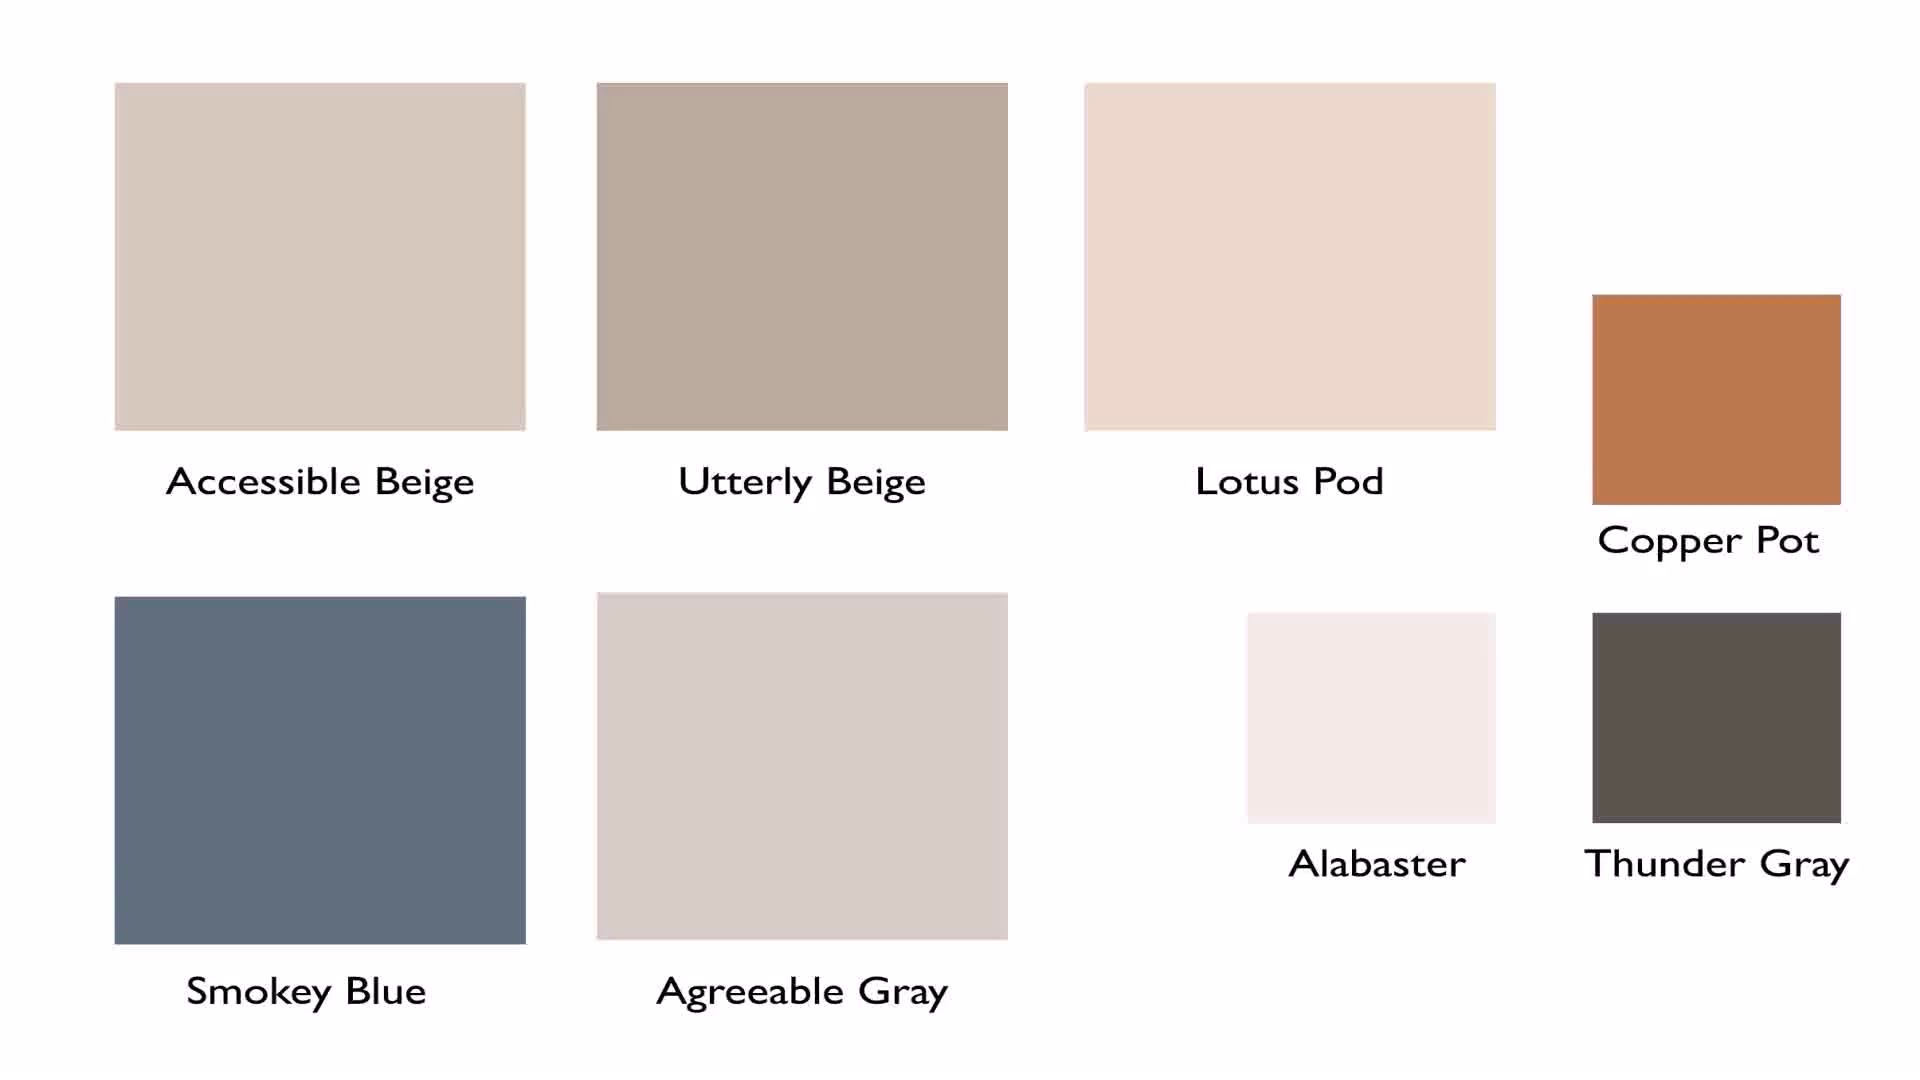 Accessible Beige
Utterly Beige
Lotus Pod
Copper Pot
Smokey Blue
Agreeable Gray
Alabaster
Thunder Gray